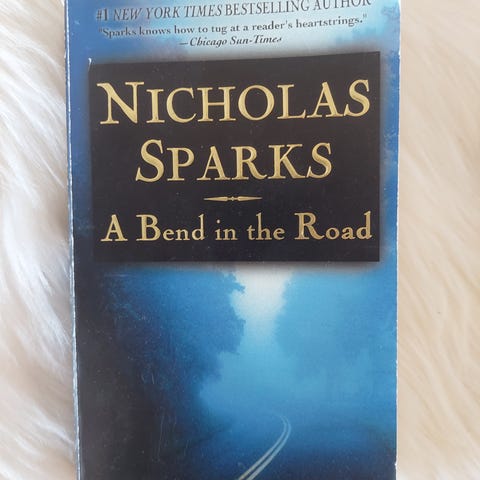 #1 NEW YORK TIMES BESTSELLING AUTHOR
"Sparks knows how to tug at a reader's heartstrings."
—Chicago Sun-Times
NICHOLAS
SPARKS
A Bend in the Road